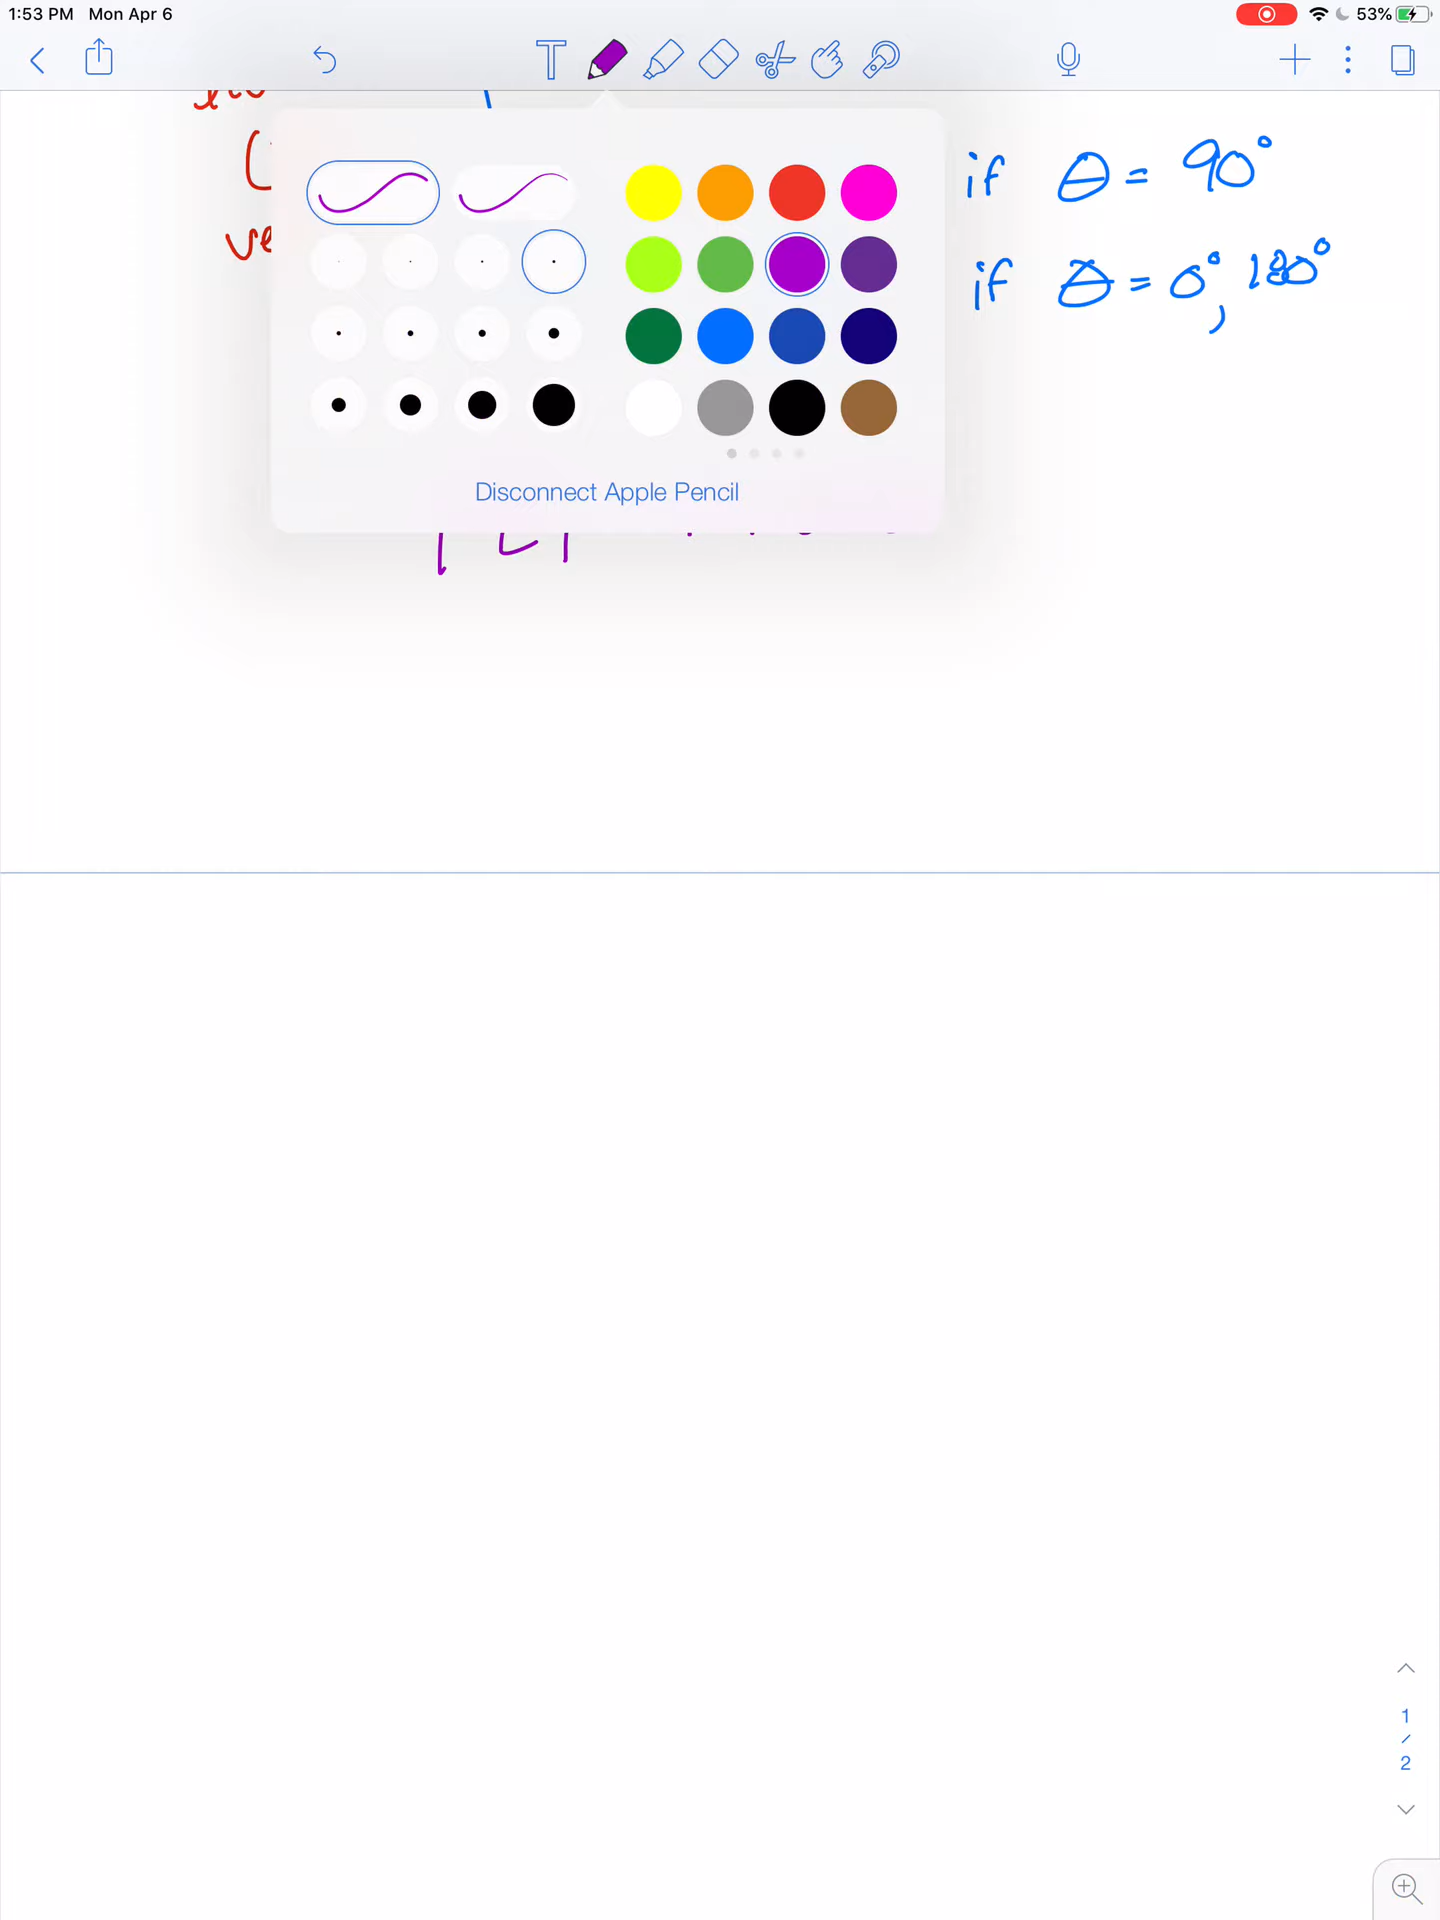 1:53 PM Mon Apr 6
53%
T
if θ = 90°
if θ = 0°, 180°
Disconnect Apple Pencil
1
/
2